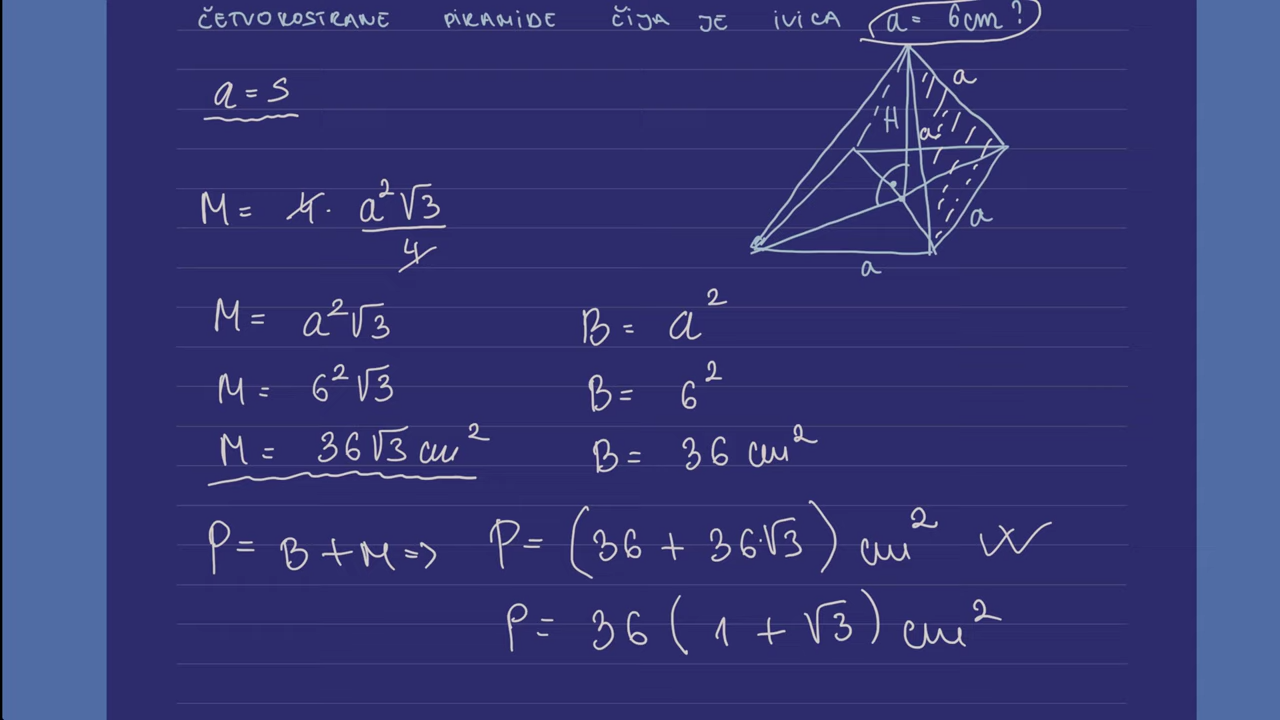 ČETVOROSTRANE PIRAMIDE ČIJA JE IVICA a = 6cm ?
a = s
M = 4 · a²√3 / 4
M = a²√3
B = a²
M = 6²√3
B = 6²
M = 36√3 cm²
B = 36 cm²
P = B + M => P = (36 + 36·√3) cm²
P = 36 (1 + √3) cm²
a
H
a
a
a